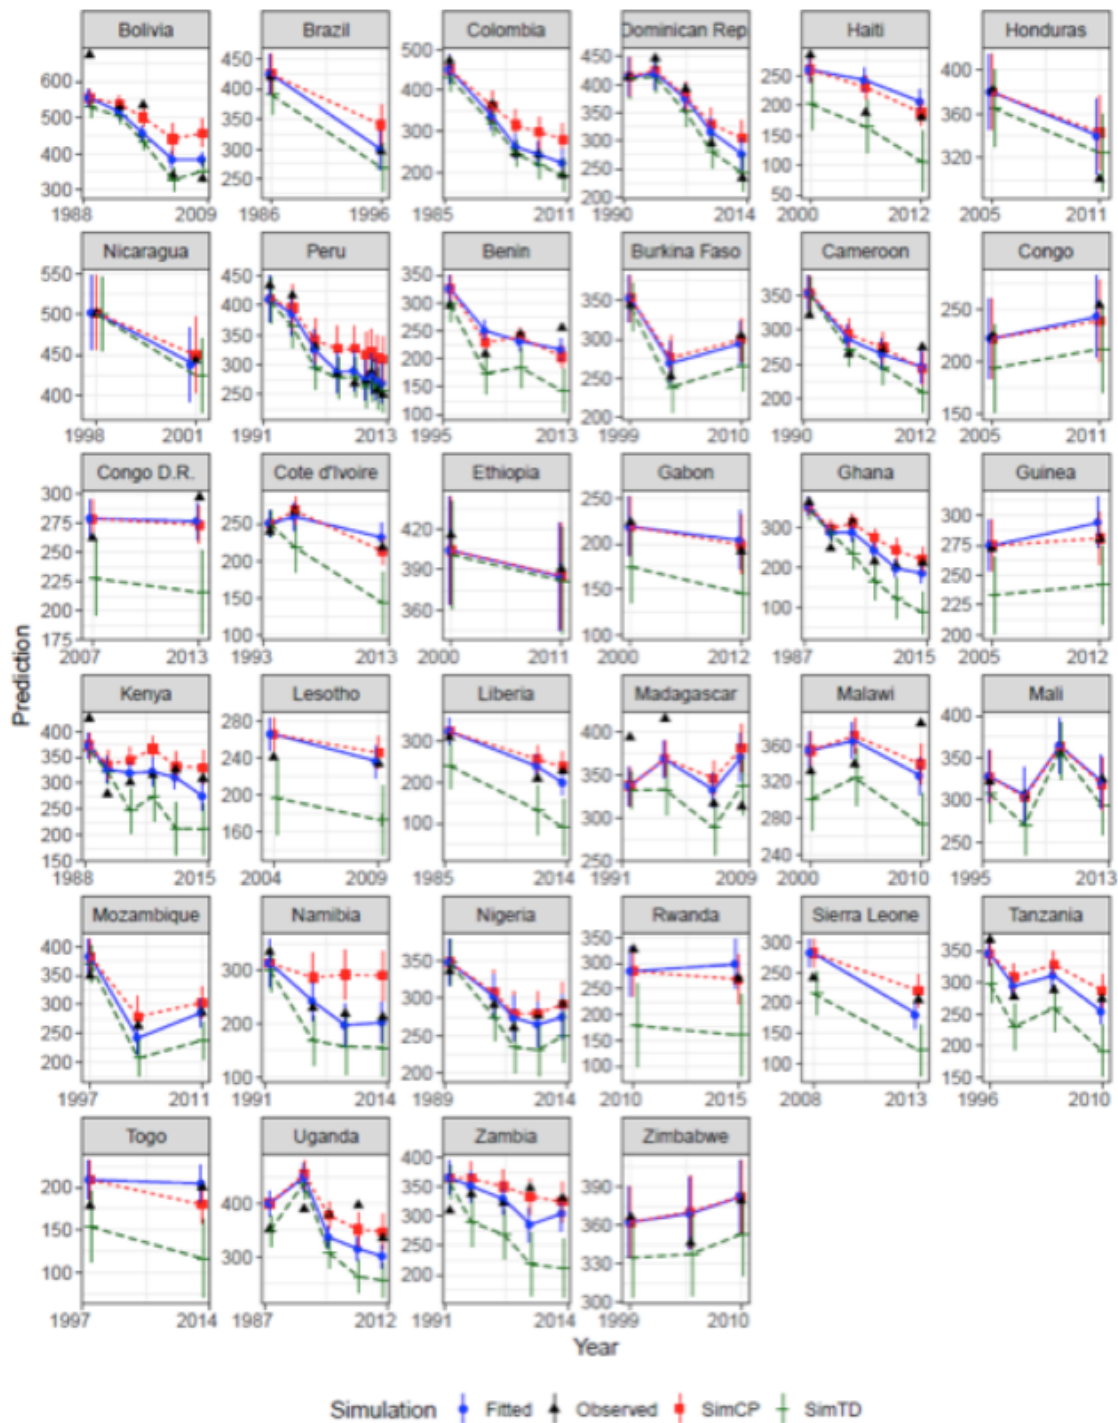 Bolivia Brazil Colombia Dominican Rep Haiti Honduras
600 500 400 300
450 400 350 300 250
500 400 300 200
450 400 350 300 250 200
250 200 150 100 50
400 360 320
1988 2009 1986 1996 1985 2011 1990 2014 2000 2012 2005 2011
Nicaragua Peru Benin Burkina Faso Cameroon Congo
550 500 450 400
450 400 350 300 250
350 300 250 200 150 100
350 300 250 200
350 300 250 200
250 200 150
1998 2001 1991 2013 1995 2013 1999 2010 1990 2012 2005 2011
Congo D.R. Cote d'Ivoire Ethiopia Gabon Ghana Guinea
300 275 250 225 200 175
250 200 150 100
420 390 360
250 200 150 100
300 200 100
300 275 250 225 200
2007 2013 1993 2013 2000 2011 2000 2012 1987 2015 2005 2012
Prediction
Kenya Lesotho Liberia Madagascar Malawi Mali
400 350 300 250 200 150
280 240 200 160
300 200 100
400 350 300 250
360 320 280 240
400 350 300 250
1988 2015 2004 2009 1985 2014 1991 2009 2000 2010 1995 2013
Mozambique Namibia Nigeria Rwanda Sierra Leone Tanzania
400 350 300 250 200
300 200 100
350 300 250 200
350 300 250 200 150 100
300 250 200 150 100
350 300 250 200 150
1997 2011 1991 2014 1989 2014 2010 2015 2008 2013 1996 2010
Togo Uganda Zambia Zimbabwe
200 150 100
400 300
400 350 300 250 200
390 360 330 300
1997 2014 1987 2012 1991 2014 1999 2010
Year
Simulation Fitted Observed SimCP SimTD